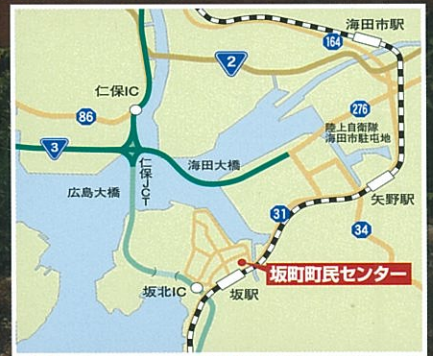 海田市駅
164
2
仁保IC
86
276
陸上自衛隊
海田市駐屯地
3
仁保JCT
海田大橋
広島大橋
矢野駅
31
34
坂町町民センター
坂北IC
坂駅